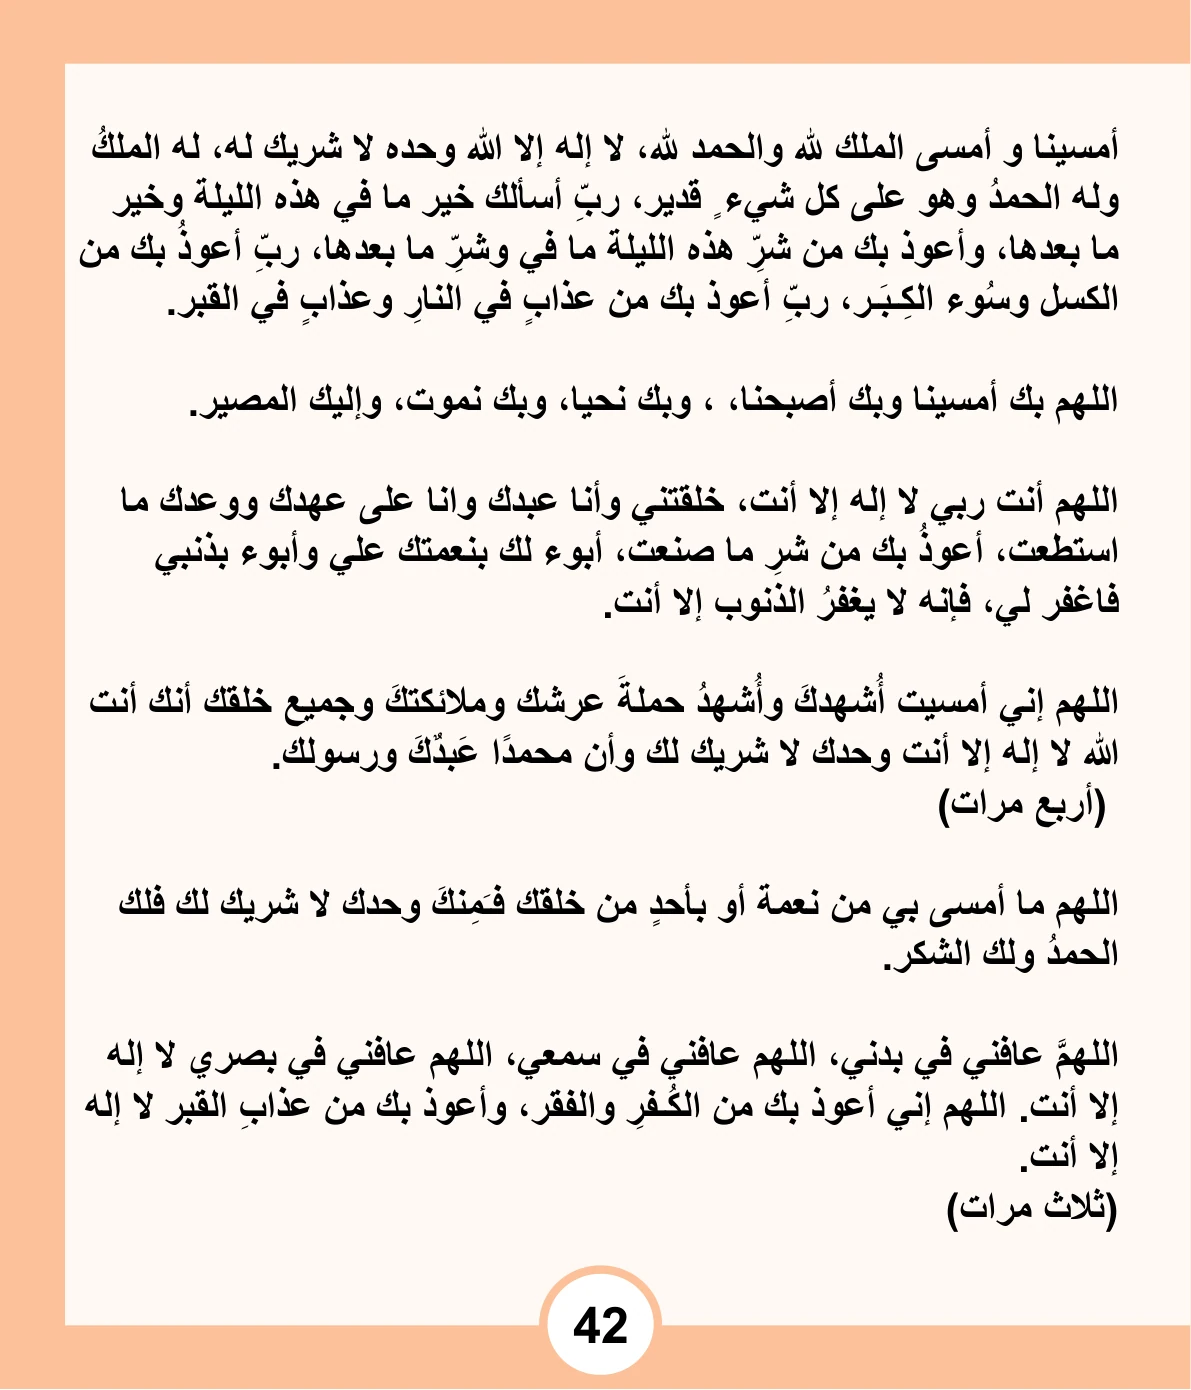 أمسينا و أمسى الملك لله والحمد لله، لا إله إلا الله وحده لا شريك له، له الملكُ
وله الحمدُ وهو على كل شيء ٍ قدير، ربِّ أسألك خير ما في هذه الليلة وخير
ما بعدها، وأعوذ بك من شرِّ هذه الليلة ما في وشرِّ ما بعدها، ربِّ أعوذُ بك من
الكسل وسُوء الكِـبَـر، ربِّ أعوذ بك من عذابٍ في النارِ وعذابٍ في القبر.
اللهم بك أمسينا وبك أصبحنا، ، وبك نحيا، وبك نموت، وإليك المصير.
اللهم أنت ربي لا إله إلا أنت، خلقتني وأنا عبدك وانا على عهدك ووعدك ما
استطعت، أعوذُ بك من شرِ ما صنعت، أبوء لك بنعمتك علي وأبوء بذنبي
فاغفر لي، فإنه لا يغفرُ الذنوب إلا أنت.
اللهم إني أمسيت أُشهدكَ وأُشهدُ حملةَ عرشك وملائكتكَ وجميع خلقك أنك أنت
الله لا إله إلا أنت وحدك لا شريك لك وأن محمدًا عَبدٌكَ ورسولك.
(أربع مرات)
اللهم ما أمسى بي من نعمة أو بأحدٍ من خلقك فـَمِنكَ وحدك لا شريك لك فلك
الحمدُ ولك الشكر.
اللهمَّ عافني في بدني، اللهم عافني في سمعي، اللهم عافني في بصري لا إله
إلا أنت. اللهم إني أعوذ بك من الكُـفرِ والفقر، وأعوذ بك من عذابِ القبر لا إله
إلا أنت.
(ثلاث مرات)
42